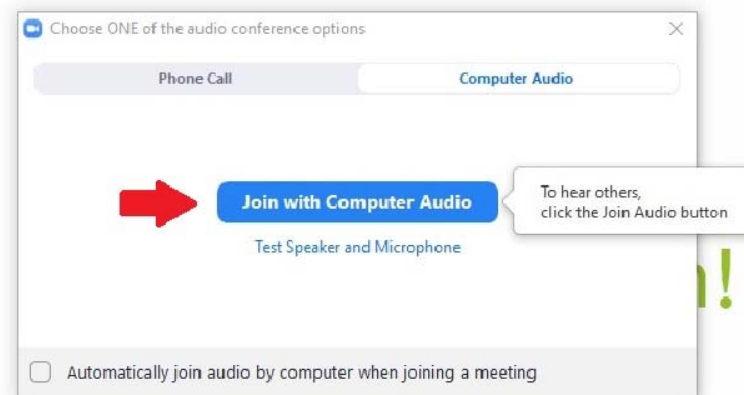 Choose ONE of the audio conference options
Phone Call
Computer Audio
Join with Computer Audio
To hear others,
click the Join Audio button
Test Speaker and Microphone
!
Automatically join audio by computer when joining a meeting